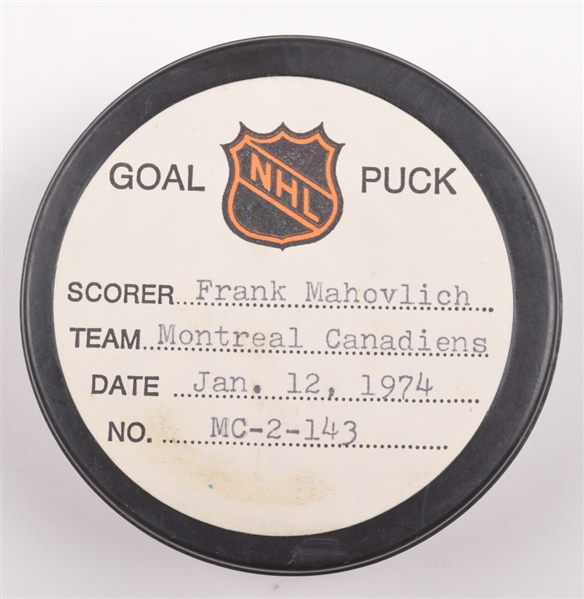 GOAL NHL PUCK
SCORER Frank Mahovlich
TEAM Montreal Canadiens
DATE Jan. 12, 1974
NO. MC-2-143